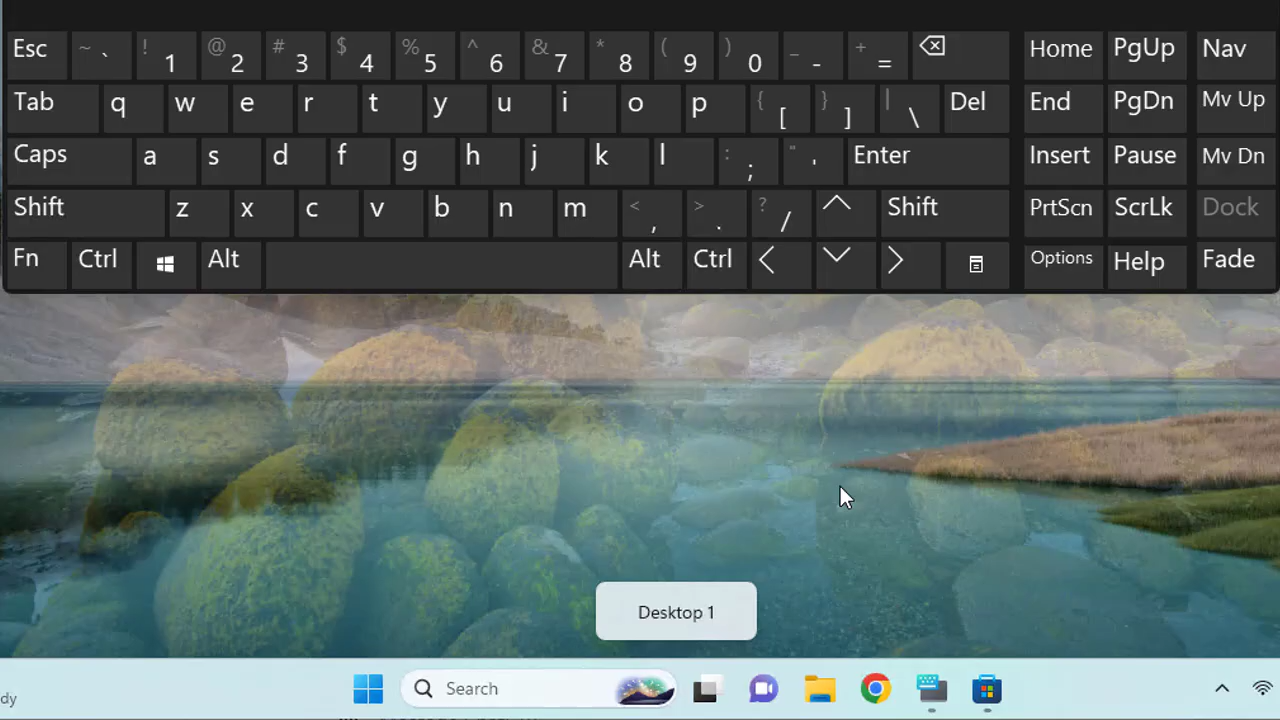 Esc ~ ` ! 1 @ 2 # 3 $ 4 % 5 ^ 6 & 7 * 8 ( 9 ) 0 _ - + = Home PgUp Nav
Tab q w e r t y u i o p { [ } ] | \ Del End PgDn Mv Up
Caps a s d f g h j k l : ; " ' Enter Insert Pause Mv Dn
Shift z x c v b n m < , > . ? / Shift PrtScn ScrLk Dock
Fn Ctrl Alt Alt Ctrl Options Help Fade
Desktop 1
Search
dy